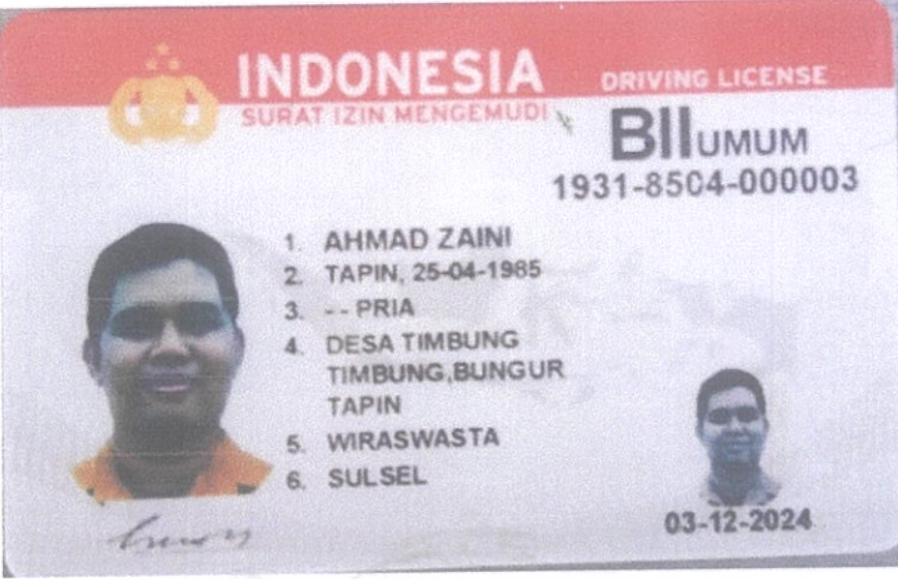 INDONESIA
SURAT IZIN MENGEMUDI
DRIVING LICENSE
BII UMUM
1931-8504-000003
1. AHMAD ZAINI
2. TAPIN, 25-04-1985
3. -- PRIA
4. DESA TIMBUNG
TIMBUNG,BUNGUR
TAPIN
5. WIRASWASTA
6. SULSEL
03-12-2024